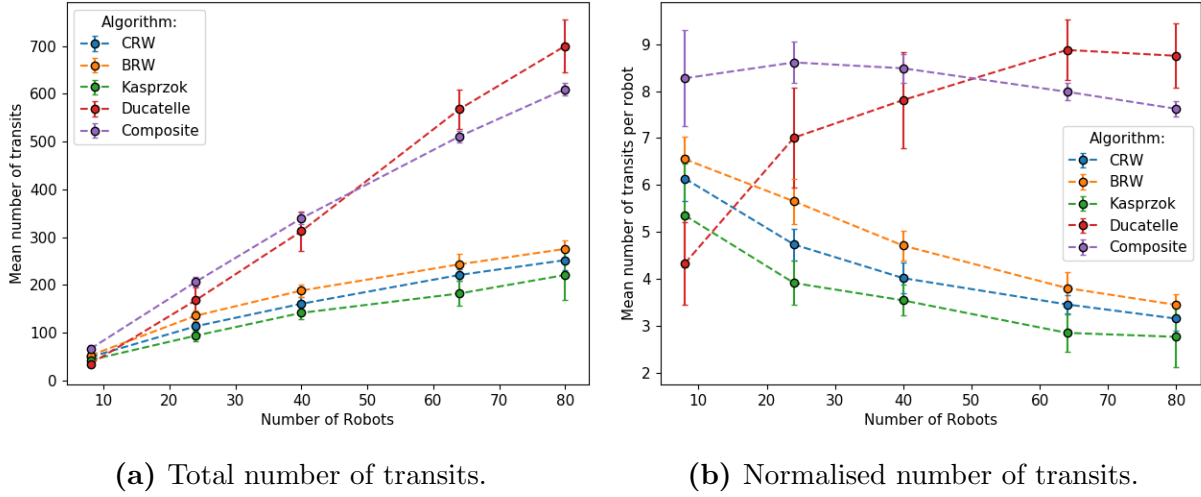 Algorithm:
CRW
BRW
Kasprzok
Ducatelle
Composite
Mean number of transits
700
600
500
400
300
200
100
0
10 20 30 40 50 60 70 80
Number of Robots
(a) Total number of transits.
Mean number of transits per robot
9
8
7
6
5
4
3
2
Algorithm:
CRW
BRW
Kasprzok
Ducatelle
Composite
10 20 30 40 50 60 70 80
Number of Robots
(b) Normalised number of transits.